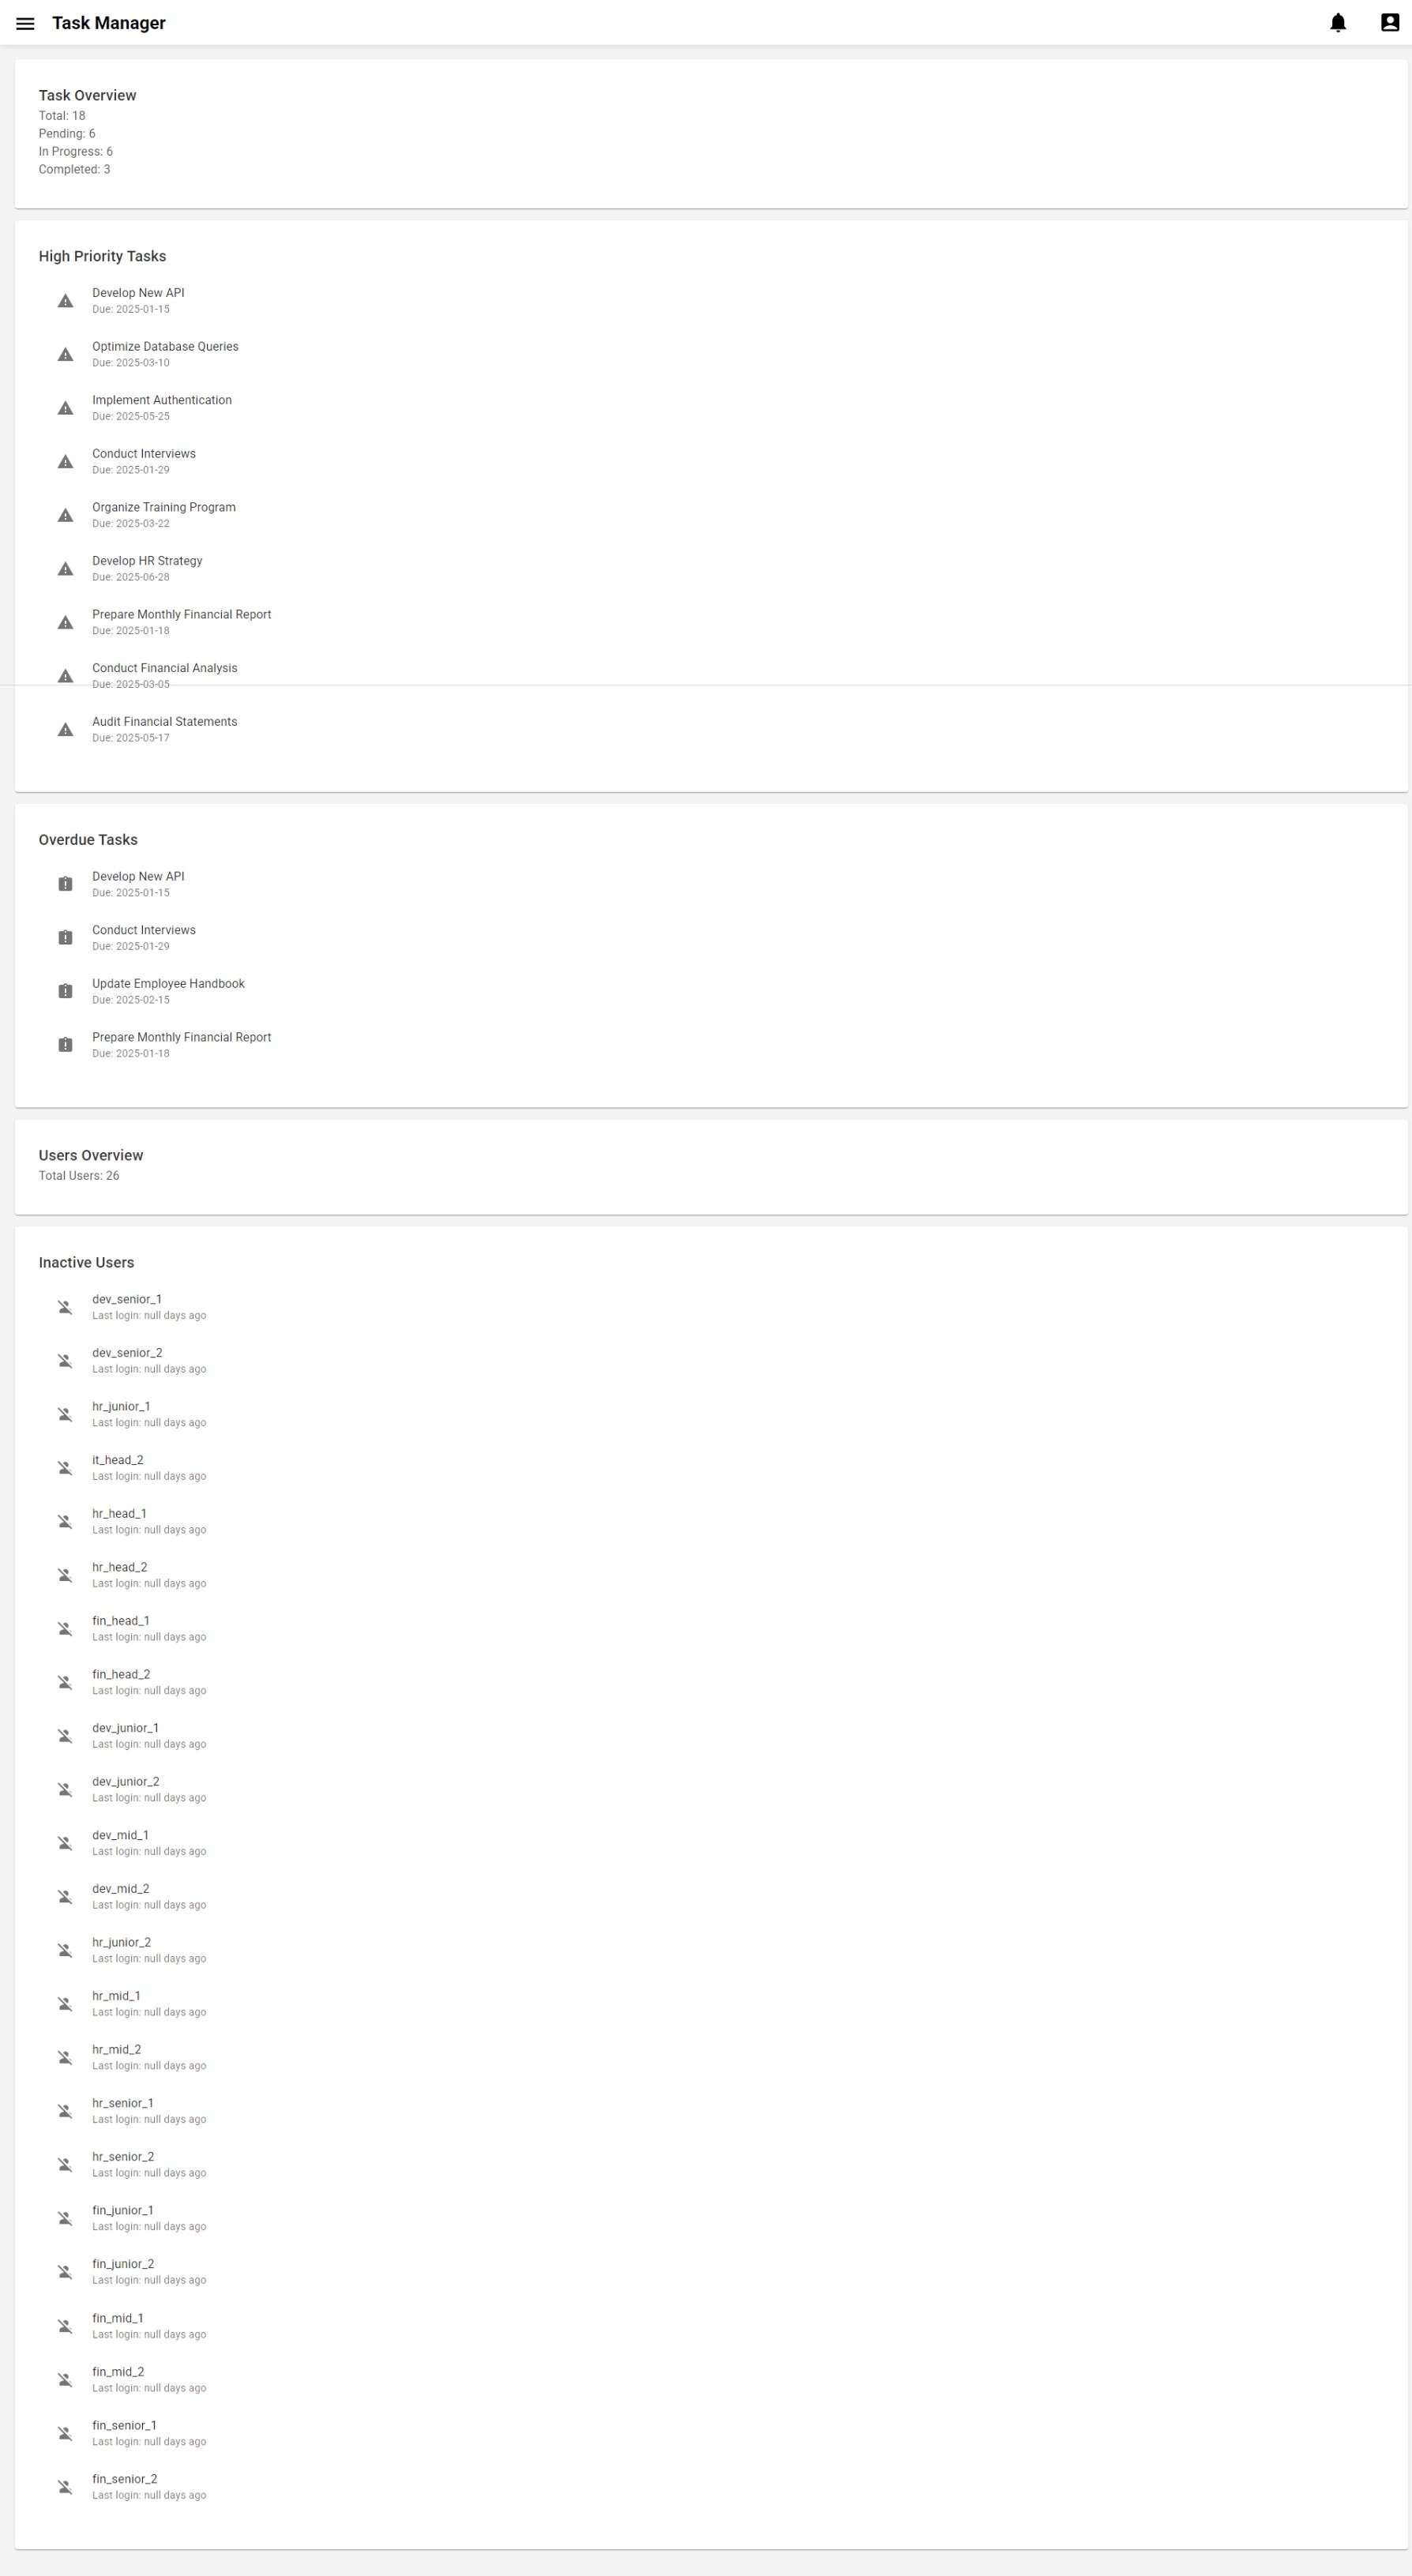 Task Manager
Task Overview
Total: 18
Pending: 6
In Progress: 6
Completed: 3
High Priority Tasks
Develop New API
Due: 2025-01-15
Optimize Database Queries
Due: 2025-03-10
Implement Authentication
Due: 2025-05-25
Conduct Interviews
Due: 2025-01-29
Organize Training Program
Due: 2025-03-22
Develop HR Strategy
Due: 2025-06-28
Prepare Monthly Financial Report
Due: 2025-01-18
Conduct Financial Analysis
Due: 2025-03-05
Audit Financial Statements
Due: 2025-05-17
Overdue Tasks
Develop New API
Due: 2025-01-15
Conduct Interviews
Due: 2025-01-29
Update Employee Handbook
Due: 2025-02-15
Prepare Monthly Financial Report
Due: 2025-01-18
Users Overview
Total Users: 26
Inactive Users
dev_senior_1
Last login: null days ago
dev_senior_2
Last login: null days ago
hr_junior_1
Last login: null days ago
it_head_2
Last login: null days ago
hr_head_1
Last login: null days ago
hr_head_2
Last login: null days ago
fin_head_1
Last login: null days ago
fin_head_2
Last login: null days ago
dev_junior_1
Last login: null days ago
dev_junior_2
Last login: null days ago
dev_mid_1
Last login: null days ago
dev_mid_2
Last login: null days ago
hr_junior_2
Last login: null days ago
hr_mid_1
Last login: null days ago
hr_mid_2
Last login: null days ago
hr_senior_1
Last login: null days ago
hr_senior_2
Last login: null days ago
fin_junior_1
Last login: null days ago
fin_junior_2
Last login: null days ago
fin_mid_1
Last login: null days ago
fin_mid_2
Last login: null days ago
fin_senior_1
Last login: null days ago
fin_senior_2
Last login: null days ago